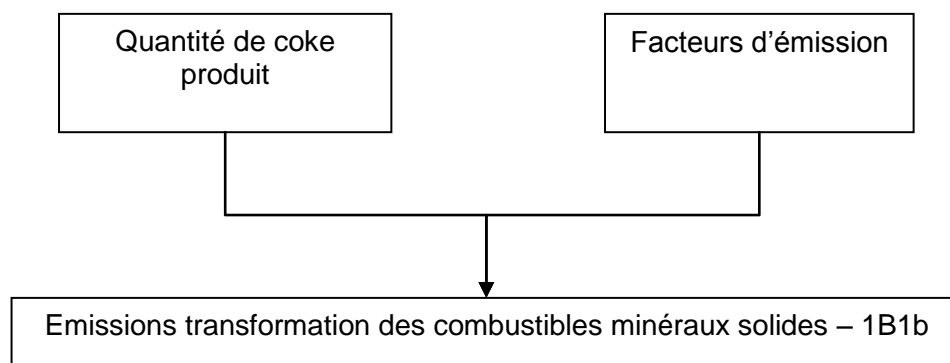 Quantité de coke
produit
Facteurs d’émission
Emissions transformation des combustibles minéraux solides – 1B1b